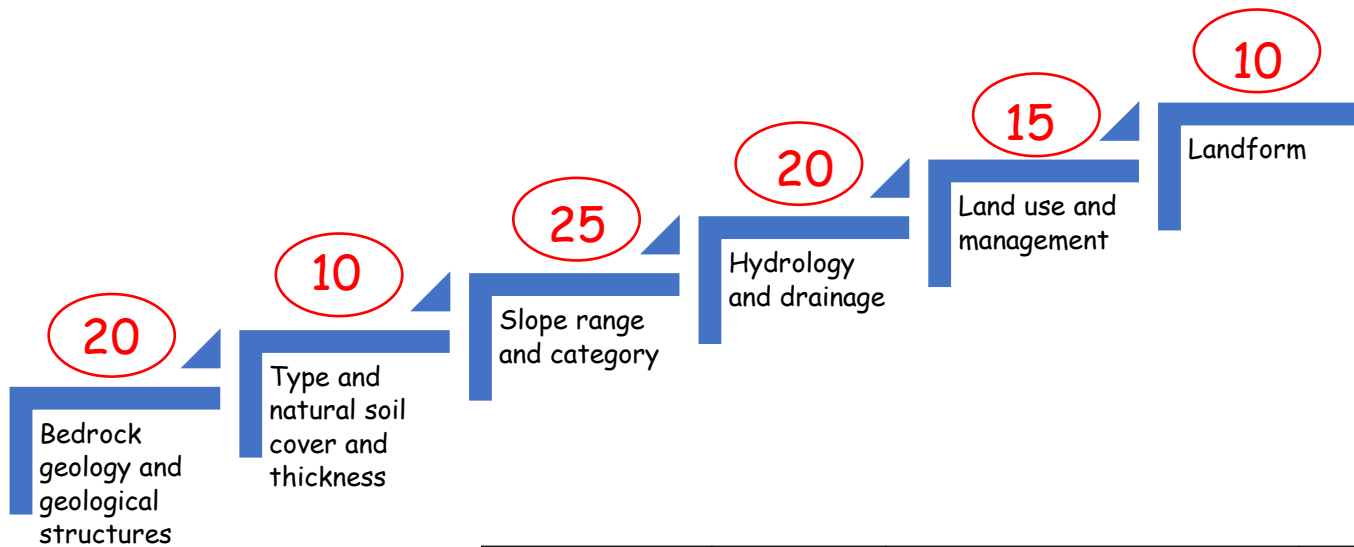 20
Bedrock
geology and
geological
structures
10
Type and
natural soil
cover and
thickness
25
Slope range
and category
20
Hydrology
and drainage
15
Land use and
management
10
Landform